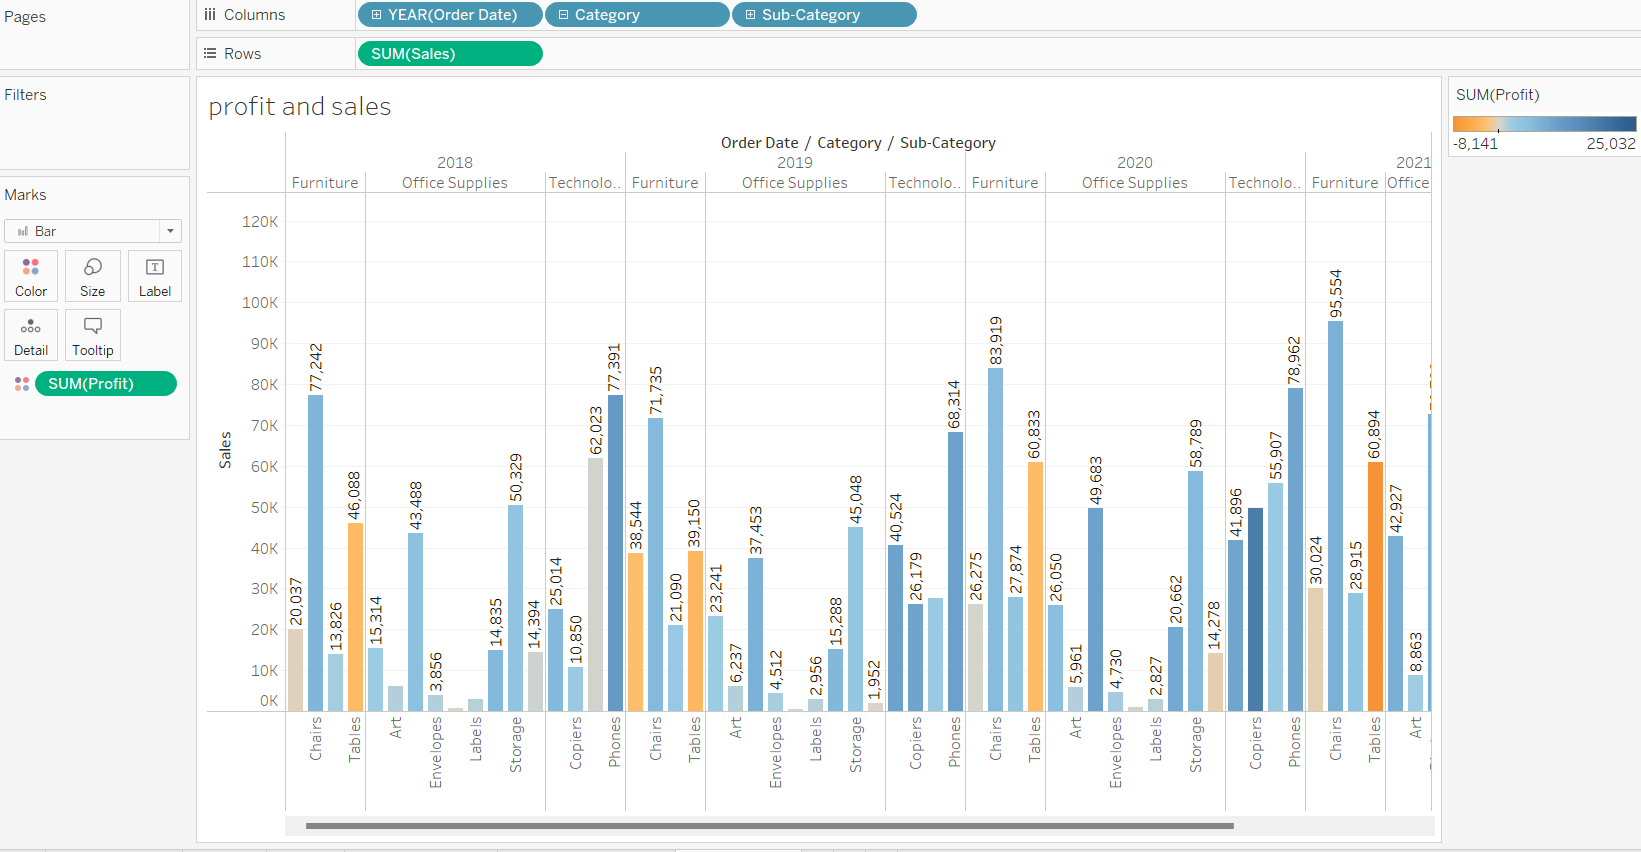 Pages
Columns
YEAR(Order Date)
Category
Sub-Category
Rows
SUM(Sales)
Filters
Marks
Bar
Color
Size
Label
Detail
Tooltip
SUM(Profit)
profit and sales
Order Date / Category / Sub-Category
2018
2019
2020
2021
Furniture
Office Supplies
Technolo..
Furniture
Office Supplies
Technolo..
Furniture
Office Supplies
Technolo..
Furniture
Office
Sales
120K
110K
100K
90K
80K
70K
60K
50K
40K
30K
20K
10K
0K
20,037
77,242
13,826
46,088
15,314
43,488
3,856
14,835
50,329
14,394
25,014
10,850
62,023
77,391
38,544
71,735
21,090
39,150
23,241
6,237
37,453
4,512
2,956
15,288
45,048
1,952
40,524
26,179
68,314
26,275
83,919
27,874
60,833
26,050
5,961
49,683
4,730
2,827
20,662
58,789
14,278
41,896
55,907
78,962
30,024
95,554
28,915
60,894
42,927
8,863
Chairs
Tables
Art
Envelopes
Labels
Storage
Copiers
Phones
Chairs
Tables
Art
Envelopes
Labels
Storage
Copiers
Phones
Chairs
Tables
Art
Envelopes
Labels
Storage
Copiers
Phones
Chairs
Tables
Art
SUM(Profit)
-8,141
25,032